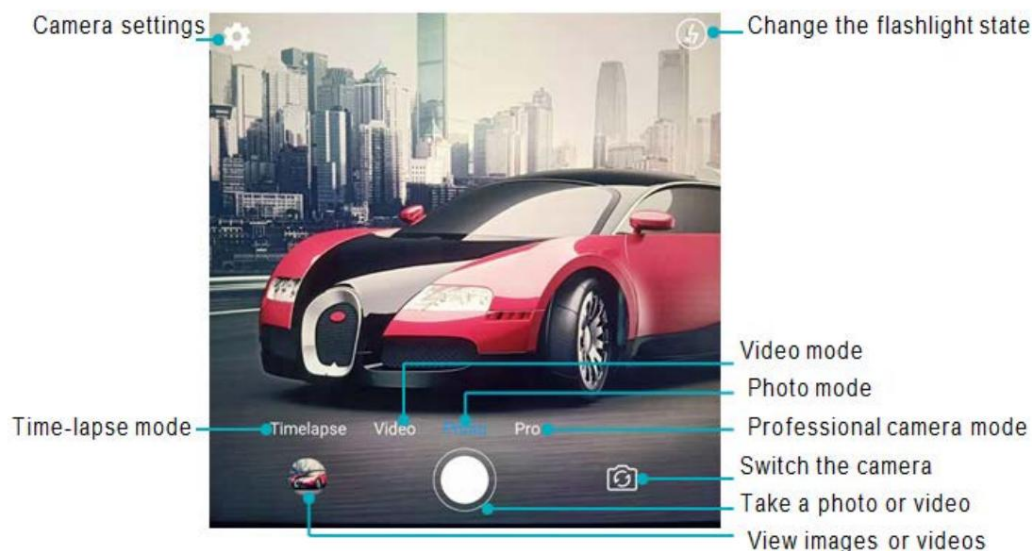 Camera settings
Change the flashlight state
Video mode
Photo mode
Time-lapse mode
Timelapse Video Photo Pro
Professional camera mode
Switch the camera
Take a photo or video
View images or videos